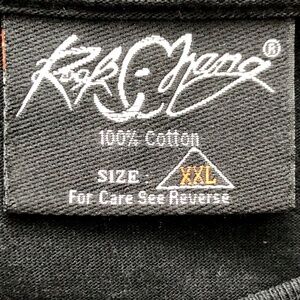 Rock Chang®
100% Cotton
SIZE: XXL
For Care See Reverse